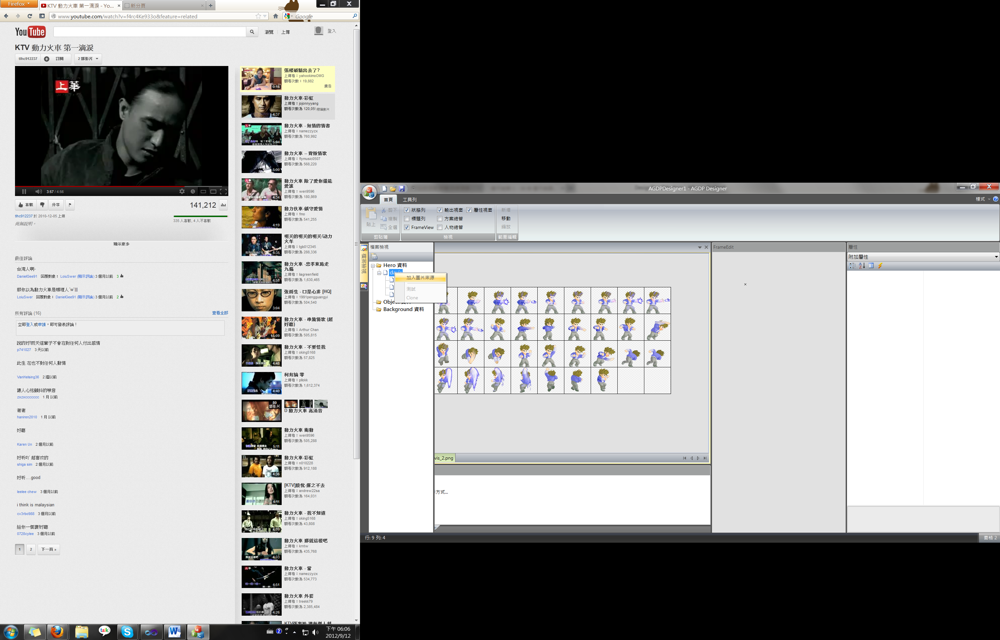 Firefox
KTV 動力火車 第一滴淚 - Yo...
新分頁
www.youtube.com/watch?v=f4rc4Ke933o&feature=related
Google
YouTube
瀏覽
上傳
登入
KTV 動力火車 第一滴淚
tlhc912237
訂閱
2 部影片
上華
3:57 / 4:56
喜歡
分享
141,212
tlhc912237 於 2010-12-05 上傳
335 人喜歡, 4 人不喜歡
尚無說明。
顯示更多
最佳評論
台湾人啊-
DanielGee91 回覆對象： LoiuSwer (顯示評論) 3 個月以前 3
那你以為動力火車是哪裡人ˊwˋ|||
LoiuSwer 回覆對象： DanielGee91 (顯示評論) 3 個月以前 2
所有評論 (16)
查看全部
立即登入或申請，即可發表評論！
說的好!雨天這輩子不會在對任何人付出感情
p741027 3 天以前
此生 在也不對任何人動情
VanHelsing36 2 週以前
讓人心弦顫抖的喉音
zxzxccccccc 1 月 以前
谢谢
haniren2010 1 月 以前
好聽
Karen Un 2 個月以前
好听吖 超喜欢的
shiga sim 2 個月以前
好听....good
leelee chew 3 個月以前
i think is malaysian
cv3rbo988 3 個月以前
給你一個讚!好聽
0728cylee 3 個月以前
1
2
下一頁 »
張榕碩豁出去了?
上傳者：yahookimoOMG
觀看次數：19,882
廣告
0:16
動力火車-彩虹
上傳者：jojonnyyang
觀看次數為 120,05! 精選影片
4:37
動力火車 - 無情的情書
上傳者：namezzyzx
觀看次數為 760,992
5:04
動力火車 -- 背叛情歌
上傳者：flymusic0507
觀看次數為 568,220
5:00
動力火車 除了愛你還能
愛誰
上傳者：wen9596
觀看次數為 180,869
4:34
動力伙車-鎮守愛情
上傳者：fmo
觀看次數為 541,255
4:19
明天的明天的明天/动力
火车
上傳者：tgb012345
觀看次數為 288,336
6:35
動力火車 -忠孝東路走
九遍
上傳者：liagreenfield
觀看次數為 1,630,465
4:58
张雨生 - 口是心非 [HQ]
上傳者：1991pengguangyi
觀看次數為 504,540
3:04
動力火車 - 串燒情歌 (超
好聽)
上傳者：Arthur Chan
觀看次數為 505,815
15:09
動力火車 - 不要怪我
上傳者：oking5168
觀看次數為 57,825
4:48
柯有綸 零
上傳者：pllokk
觀看次數為 1,612,374
4:40
80
部影片
D 動力火車 高清音
動力火車 衝動
上傳者：wen9596
觀看次數為 505,288
5:11
動力火車-彩虹
上傳者：n010228
觀看次數為 912,188
4:36
[KTV]殷悅-揮之不去
上傳者：andrew22sa
觀看次數為 164,031
4:11
動力火車 - 我不知道
上傳者：oking5168
觀看次數為 43,808
4:09
動力火車 那就這樣吧
上傳者：krntw
觀看次數為 435,768
那就這樣吧
4:33
動力火車 - 當
上傳者：namezzyzx
觀看次數為 534,773
4:51
動力火車 外套
上傳者：treekk79
觀看次數為 2,385,484
4:26
talk
下午 06:06
2012/9/12
AGDPDesigner1 - AGDP Designer
首頁
工具列
樣式
貼上
剪下
複製
全選
剪貼簿
狀態列
標題列
FrameView
輸出視窗
方案總管
人物總管
屬性視窗
檢視
新增
移動
縮放
範圍編輯
檔案檢視
檔案檢視
Hero 資料
davis
加入圖片來源
測試
Clone
Background 資料
vis_2.png
方式...
FrameEdit
屬性
附加屬性
行: 9 列: 4
窗格 2